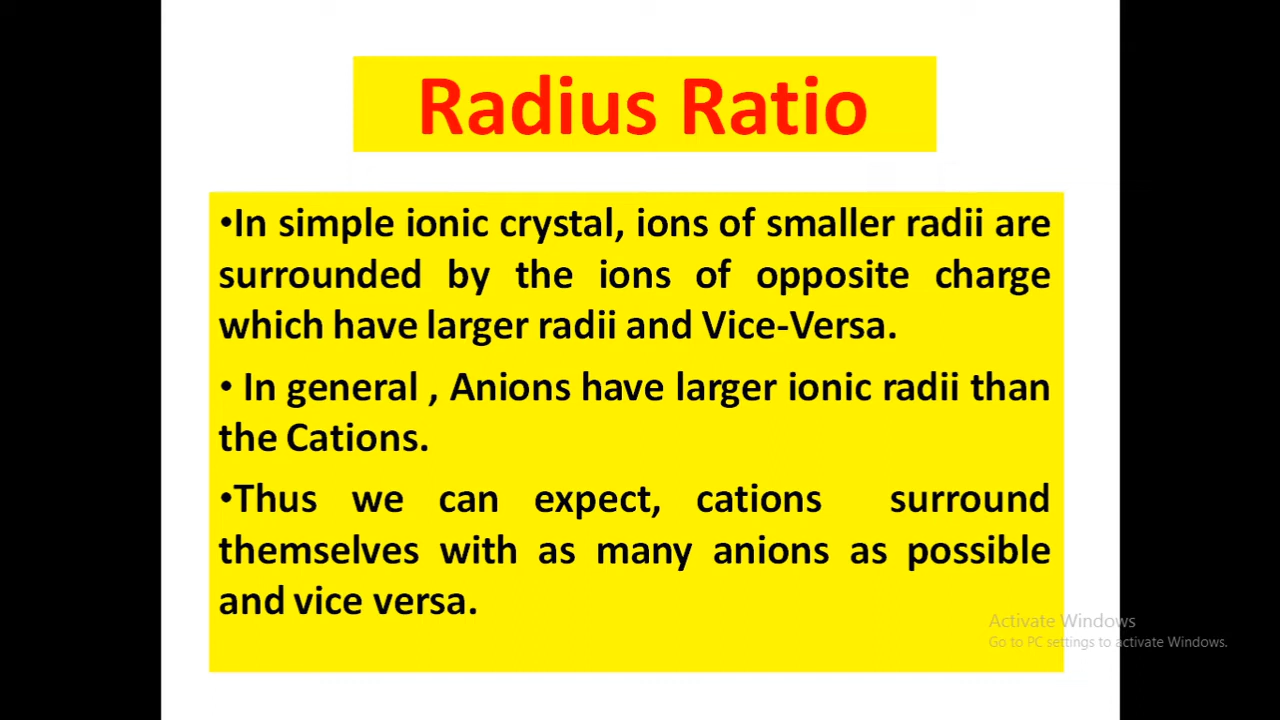 Radius Ratio
•In simple ionic crystal, ions of smaller radii are
surrounded by the ions of opposite charge
which have larger radii and Vice-Versa.
• In general , Anions have larger ionic radii than
the Cations.
•Thus we can expect, cations surround
themselves with as many anions as possible
and vice versa.
Activate Windows
Go to PC settings to activate Windows.